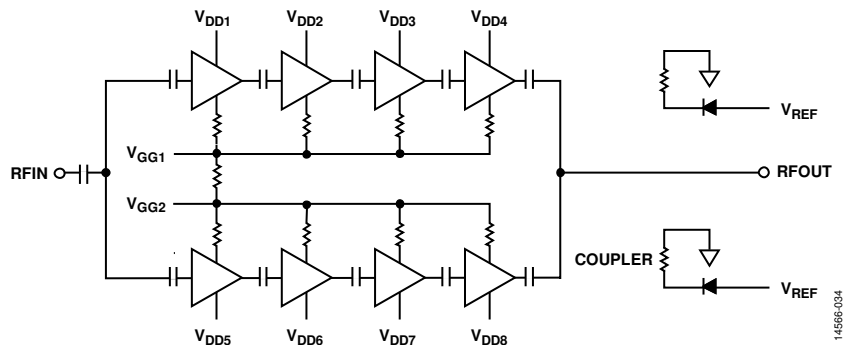 VDD1 VDD2 VDD3 VDD4
VREF
VGG1
RFIN
RFOUT
VGG2
COUPLER
VREF
VDD5 VDD6 VDD7 VDD8
14566-034